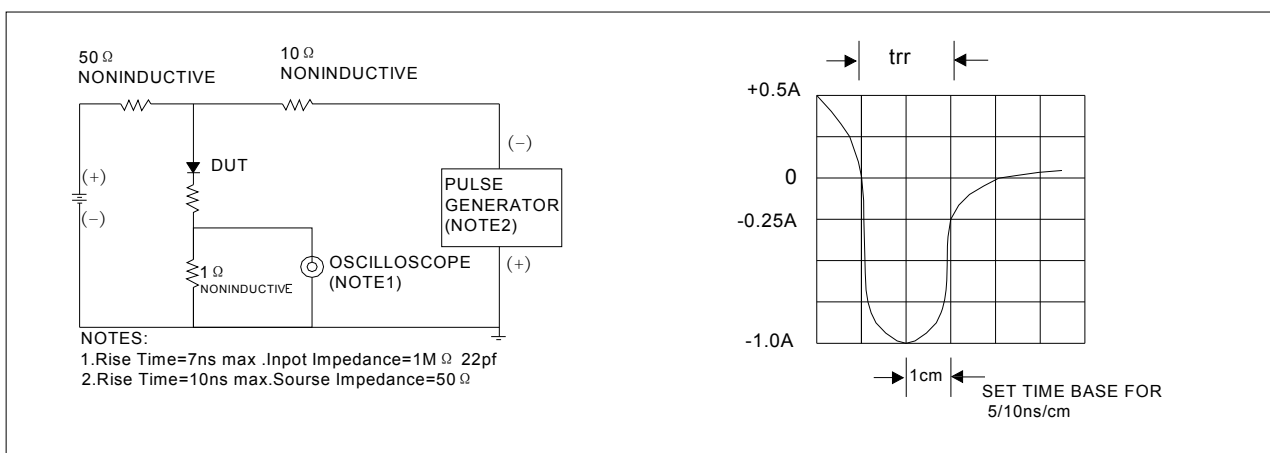 50 Ω
NONINDUCTIVE
10 Ω
NONINDUCTIVE
(+)
(−)
DUT
1 Ω
NONINDUCTIVE
OSCILLOSCOPE
(NOTE1)
(−)
PULSE
GENERATOR
(NOTE2)
(+)
NOTES:
1.Rise Time=7ns max .Inpot Impedance=1M Ω 22pf
2.Rise Time=10ns max.Sourse Impedance=50 Ω
trr
+0.5A
0
-0.25A
-1.0A
1cm
SET TIME BASE FOR
5/10ns/cm